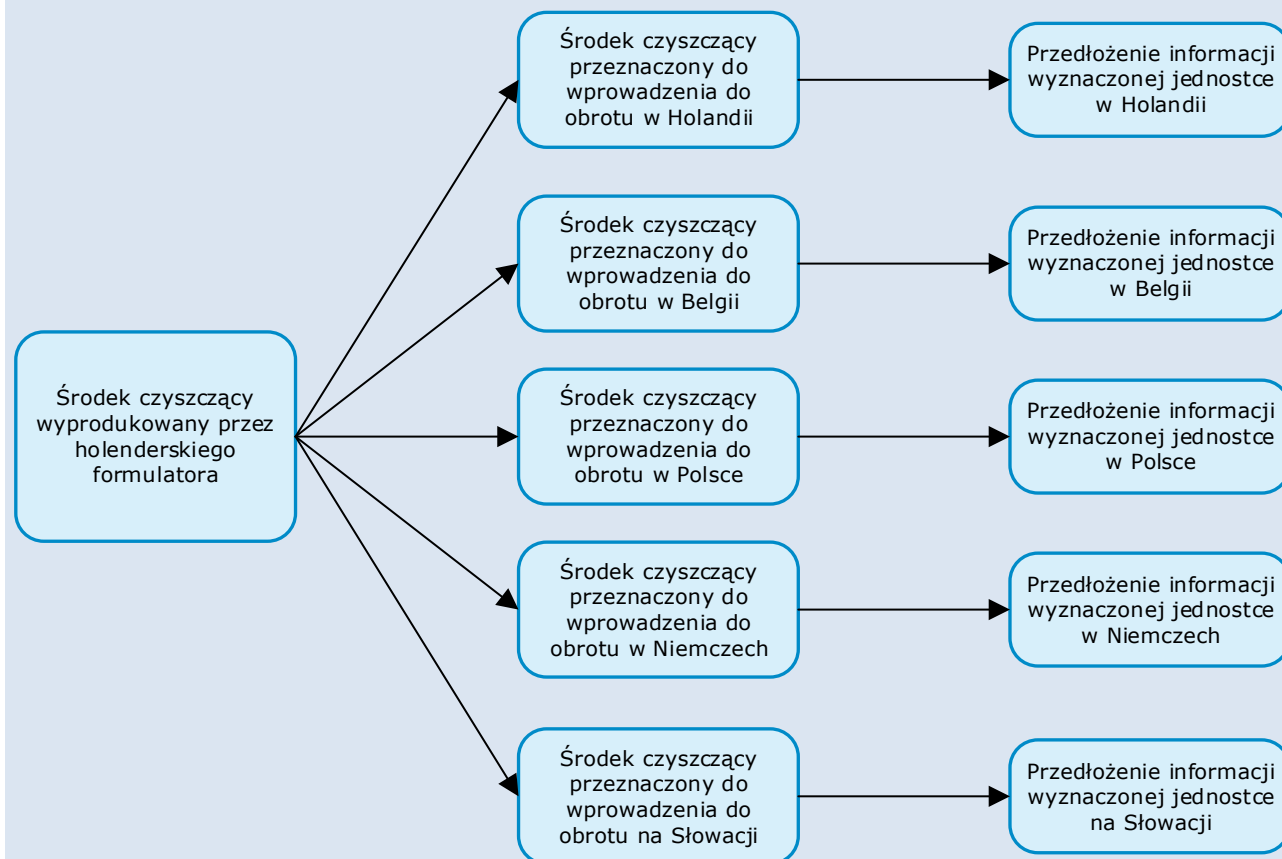 Środek czyszczący
wyprodukowany przez
holenderskiego
formulatora
Środek czyszczący
przeznaczony do
wprowadzenia do
obrotu w Holandii
Przedłożenie informacji
wyznaczonej jednostce
w Holandii
Środek czyszczący
przeznaczony do
wprowadzenia do
obrotu w Belgii
Przedłożenie informacji
wyznaczonej jednostce
w Belgii
Środek czyszczący
przeznaczony do
wprowadzenia do
obrotu w Polsce
Przedłożenie informacji
wyznaczonej jednostce
w Polsce
Środek czyszczący
przeznaczony do
wprowadzenia do
obrotu w Niemczech
Przedłożenie informacji
wyznaczonej jednostce
w Niemczech
Środek czyszczący
przeznaczony do
wprowadzenia do
obrotu na Słowacji
Przedłożenie informacji
wyznaczonej jednostce
na Słowacji